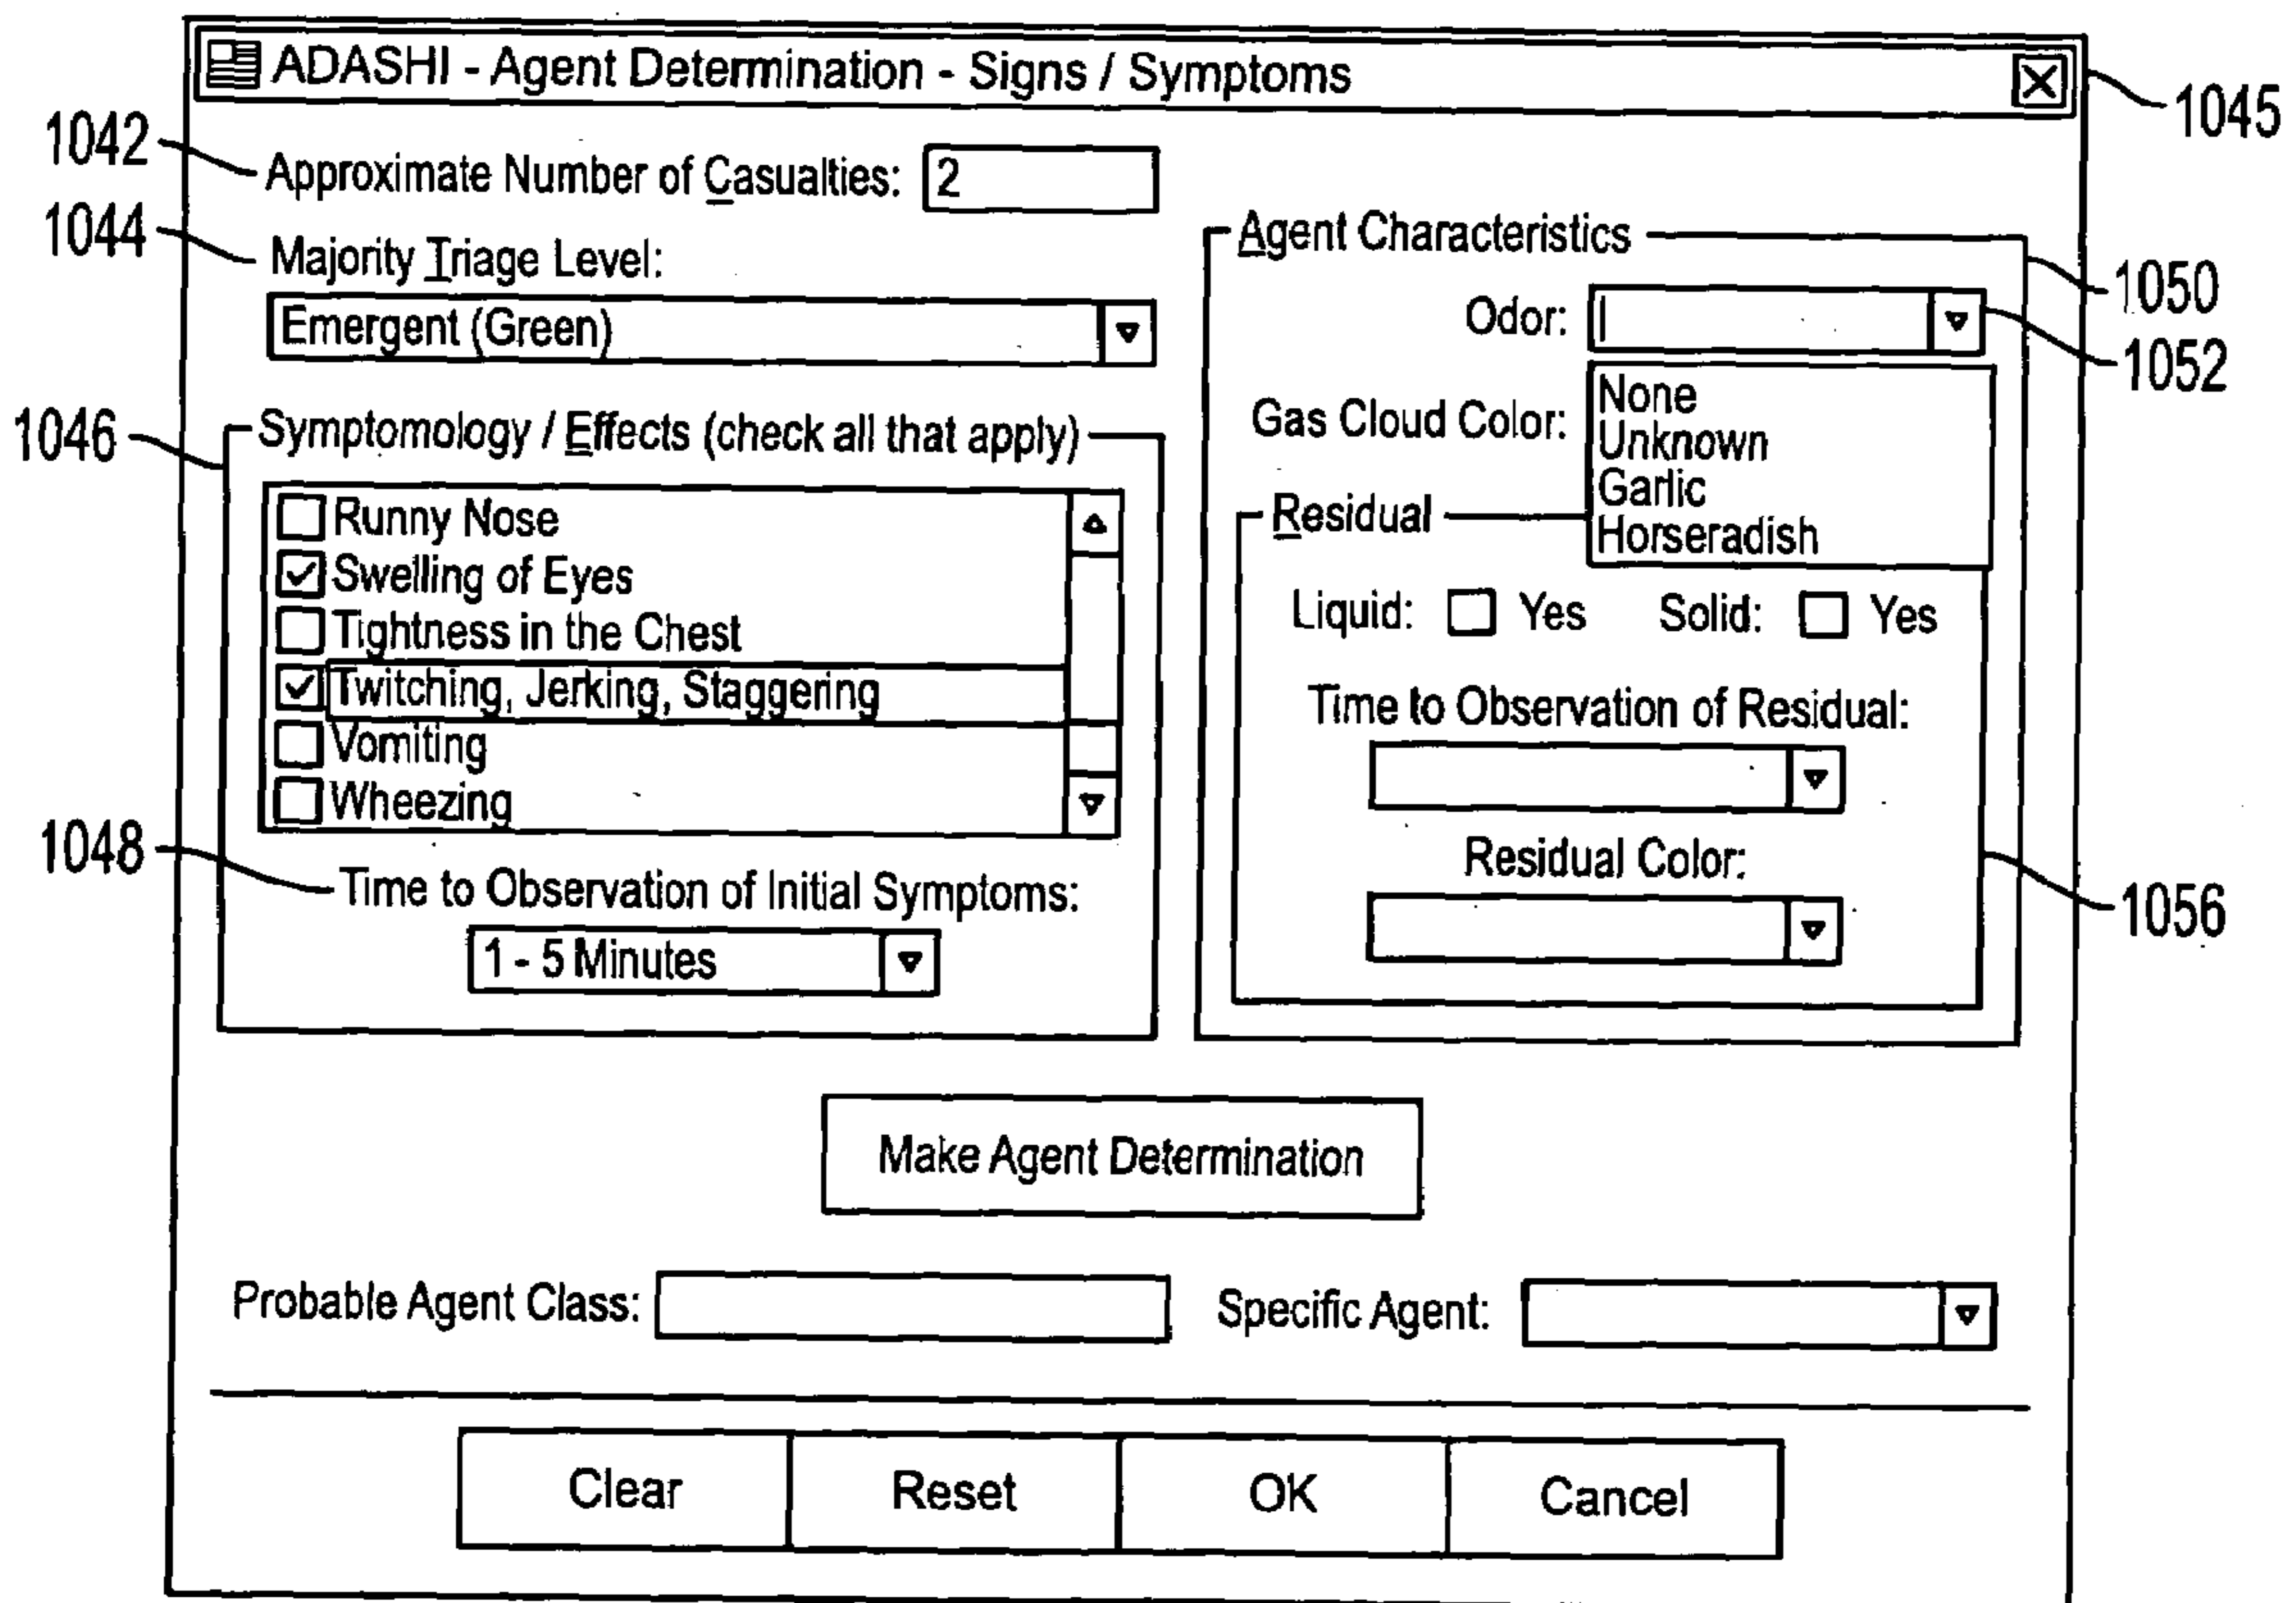 ADASHI - Agent Determination - Signs / Symptoms
1045
1042
Approximate Number of Casualties: 2
1044
Majority Triage Level:
Emergent (Green)
1046
Symptomology / Effects (check all that apply)
Runny Nose
Swelling of Eyes
Tightness in the Chest
Twitching, Jerking, Staggering
Vomiting
Wheezing
1048
Time to Observation of Initial Symptoms:
1 - 5 Minutes
Agent Characteristics
1050
Odor:
1052
None
Unknown
Garlic
Horseradish
Gas Cloud Color:
Residual
Liquid: Yes Solid: Yes
Time to Observation of Residual:
Residual Color:
1056
Make Agent Determination
Probable Agent Class: Specific Agent:
Clear Reset OK Cancel